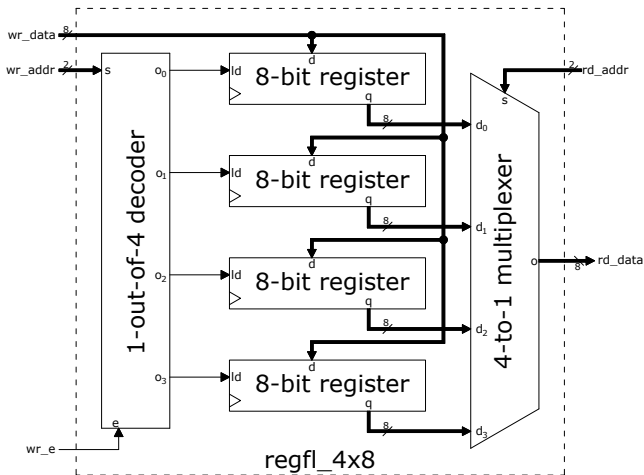 wr_data
8
wr_addr
2
s
1-out-of-4 decoder
o0
o1
o2
o3
e
wr_e
d
ld
8-bit register
q
8
d
ld
8-bit register
q
8
d
ld
8-bit register
q
8
d
ld
8-bit register
q
8
2
rd_addr
s
d0
d1
d2
d3
4-to-1 multiplexer
o
8
rd_data
regfl_4x8